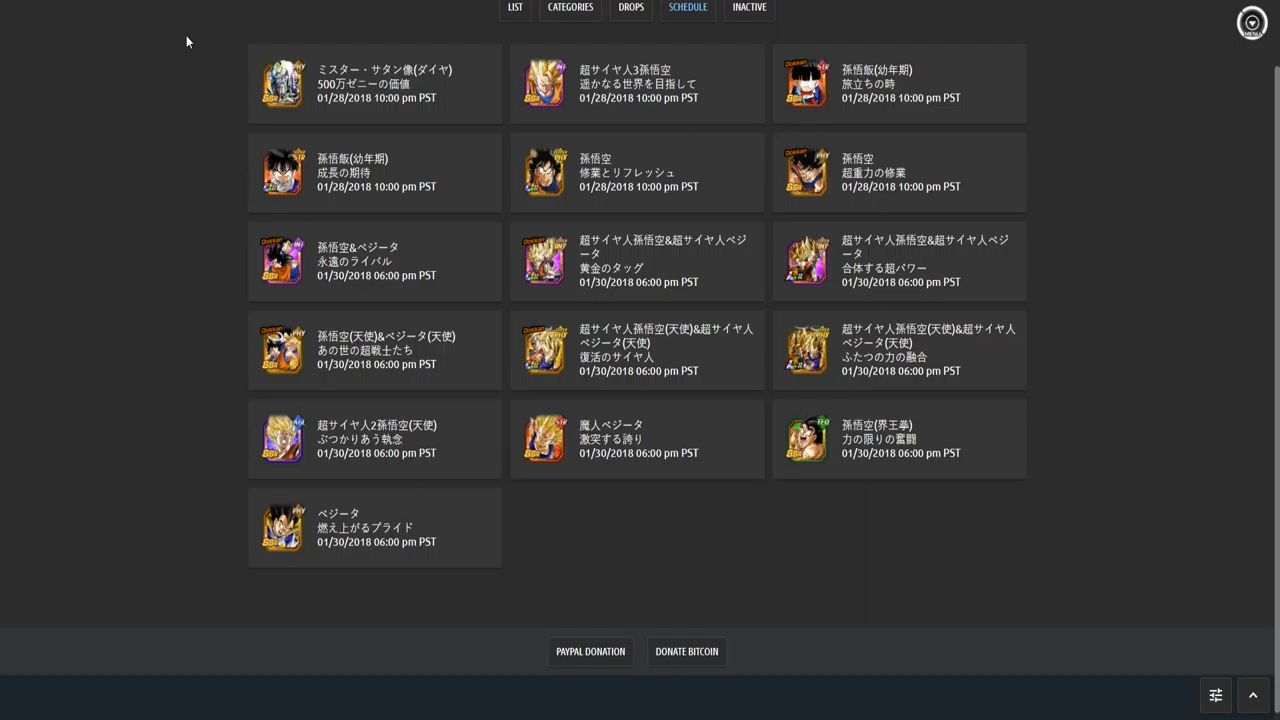 LIST
CATEGORIES
DROPS
SCHEDULE
INACTIVE
MENU
ミスター・サタン像(ダイヤ)
500万ゼニーの価値
01/28/2018 10:00 pm PST
超サイヤ人3孫悟空
遥かなる世界を目指して
01/28/2018 10:00 pm PST
孫悟飯(幼年期)
旅立ちの時
01/28/2018 10:00 pm PST
孫悟飯(幼年期)
成長の期待
01/28/2018 10:00 pm PST
孫悟空
修業とリフレッシュ
01/28/2018 10:00 pm PST
孫悟空
超重力の修業
01/28/2018 10:00 pm PST
孫悟空&ベジータ
永遠のライバル
01/30/2018 06:00 pm PST
超サイヤ人孫悟空&超サイヤ人ベジ
ータ
黄金のタッグ
01/30/2018 06:00 pm PST
超サイヤ人孫悟空&超サイヤ人ベジ
ータ
合体する超パワー
01/30/2018 06:00 pm PST
孫悟空(天使)&ベジータ(天使)
あの世の超戦士たち
01/30/2018 06:00 pm PST
超サイヤ人孫悟空(天使)&超サイヤ人
ベジータ(天使)
復活のサイヤ人
01/30/2018 06:00 pm PST
超サイヤ人孫悟空(天使)&超サイヤ人
ベジータ(天使)
ふたつの力の融合
01/30/2018 06:00 pm PST
超サイヤ人2孫悟空(天使)
ぶつかりあう執念
01/30/2018 06:00 pm PST
魔人ベジータ
激突する誇り
01/30/2018 06:00 pm PST
孫悟空(界王拳)
力の限りの奮闘
01/30/2018 06:00 pm PST
ベジータ
燃え上がるプライド
01/30/2018 06:00 pm PST
PAYPAL DONATION
DONATE BITCOIN